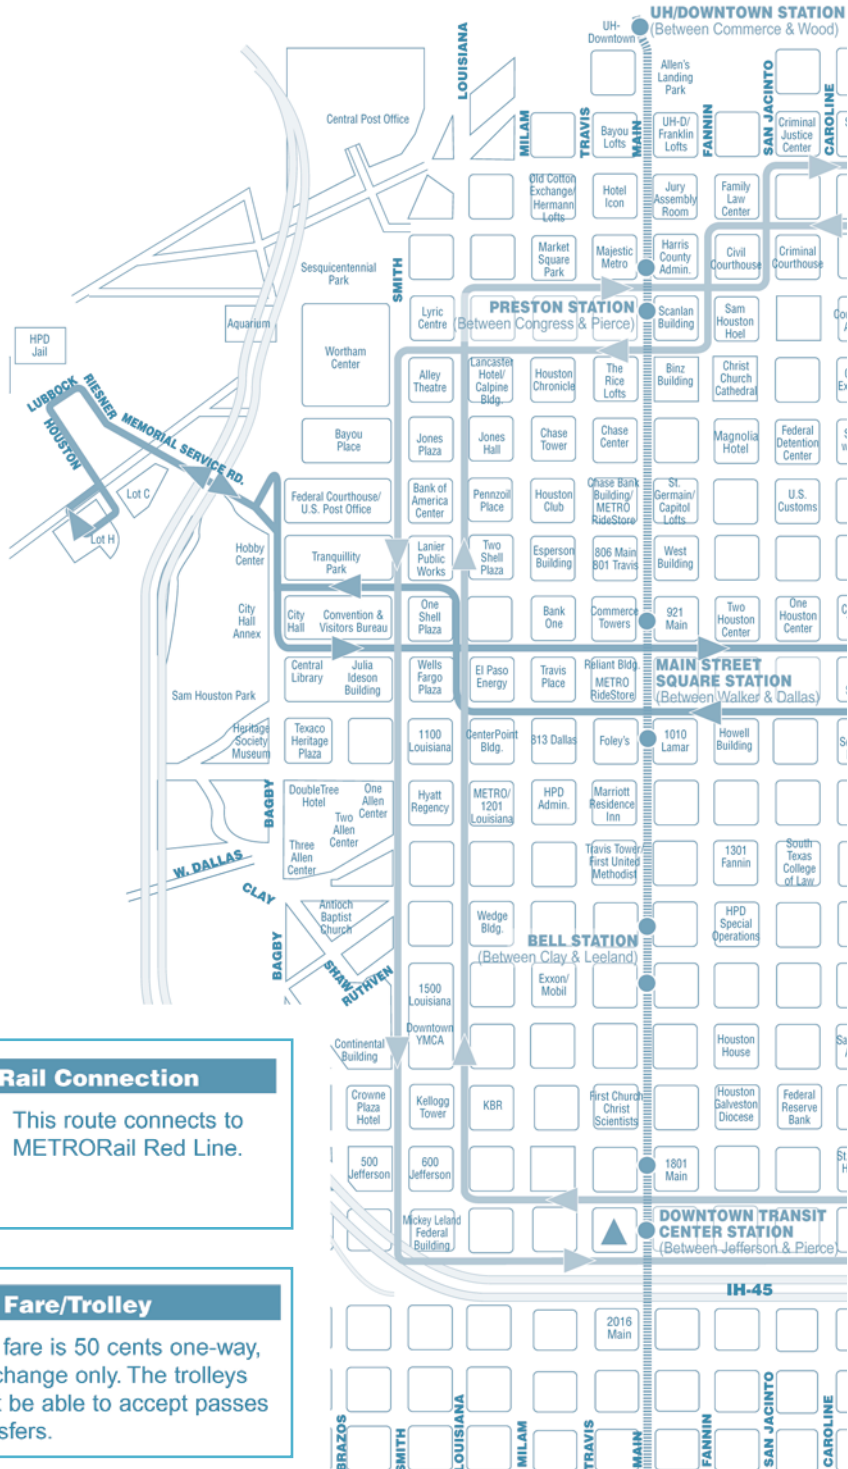 UH/DOWNTOWN STATION
(Between Commerce & Wood)
UH-
Downtown
LOUISIANA
Allen's
Landing
Park
SAN JACINTO
CAROLINE
Central Post Office
MILAM
TRAVIS
MAIN
FANNIN
Bayou
Lofts
UH-D/
Franklin
Lofts
Criminal
Justice
Center
Old Cotton
Exchange/
Hermann
Lofts
Hotel
Icon
Jury
Assembly
Room
Family
Law
Center
Market
Square
Park
Majestic
Metro
Harris
County
Admin.
Civil
Courthouse
Criminal
Courthouse
Sesquicentennial
Park
SMITH
Aquarium
Lyric
Centre
PRESTON STATION
(Between Congress & Pierce)
Scanlan
Building
Sam
Houston
Hoel
HPD
Jail
Wortham
Center
Alley
Theatre
Lancaster
Hotel/
Calpine
Bldg.
Houston
Chronicle
The
Rice
Lofts
Binz
Building
Christ
Church
Cathedral
LUBBOCK
RIESNER
HOUSTON
MEMORIAL SERVICE RD.
Bayou
Place
Jones
Plaza
Jones
Hall
Chase
Tower
Chase
Center
Magnolia
Hotel
Federal
Detention
Center
Lot C
Lot H
Federal Courthouse/
U.S. Post Office
Bank of
America
Center
Pennzoil
Place
Houston
Club
Chase Bank
Building/
METRO
RideStore
St.
Germain/
Capitol
Lofts
U.S.
Customs
Hobby
Center
Tranquillity
Park
Lanier
Public
Works
Two
Shell
Plaza
Esperson
Building
806 Main
801 Travis
West
Building
City
Hall
Annex
City
Hall
Convention &
Visitors Bureau
One
Shell
Plaza
Bank
One
Commerce
Towers
921
Main
Two
Houston
Center
One
Houston
Center
Central
Library
Julia
Ideson
Building
Wells
Fargo
Plaza
El Paso
Energy
Travis
Place
Reliant Bldg.
METRO
RideStore
MAIN STREET
SQUARE STATION
(Between Walker & Dallas)
Sam Houston Park
Heritage
Society
Museum
Texaco
Heritage
Plaza
1100
Louisiana
CenterPoint
Bldg.
813 Dallas
Foley's
1010
Lamar
Howell
Building
BAGBY
DoubleTree
Hotel
One
Allen
Center
Two
Allen
Center
Three
Allen
Center
Hyatt
Regency
METRO/
1201
Louisiana
HPD
Admin.
Marriott
Residence
Inn
W. DALLAS
Travis Tower/
First United
Methodist
1301
Fannin
South
Texas
College
of Law
CLAY
Antioch
Baptist
Church
Wedge
Bldg.
HPD
Special
Operations
BAGBY
SHAW
RUTHVEN
BELL STATION
(Between Clay & Leeland)
1500
Louisiana
Exxon/
Mobil
Downtown
YMCA
Continental
Building
Houston
House
Rail Connection
This route connects to
METRORail Red Line.
Crowne
Plaza
Hotel
Kellogg
Tower
KBR
First Church
Christ
Scientists
Houston
Galveston
Diocese
Federal
Reserve
Bank
500
Jefferson
600
Jefferson
1801
Main
Mickey Leland
Federal
Building
DOWNTOWN TRANSIT
CENTER STATION
(Between Jefferson & Pierce)
IH-45
Fare/Trolley
fare is 50 cents one-way,
change only. The trolleys
be able to accept passes
sfers.
2016
Main
BRAZOS
SMITH
LOUISIANA
MILAM
TRAVIS
MAIN
FANNIN
SAN JACINTO
CAROLINE